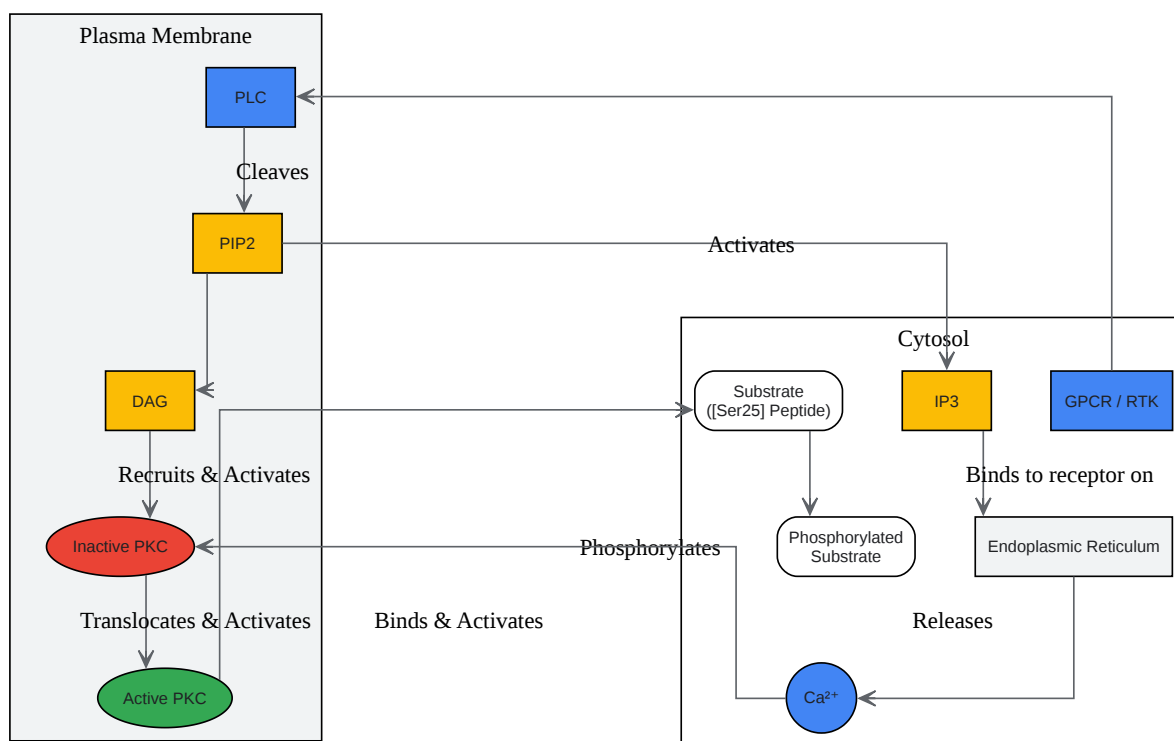 Plasma Membrane
PLC
Cleaves
PIP2
Activates
Cytosol
DAG
Substrate
([Ser25] Peptide)
IP3
GPCR / RTK
Recruits & Activates
Binds to receptor on
Inactive PKC
Phosphorylates
Phosphorylated
Substrate
Endoplasmic Reticulum
Translocates & Activates
Binds & Activates
Releases
Active PKC
Ca²⁺